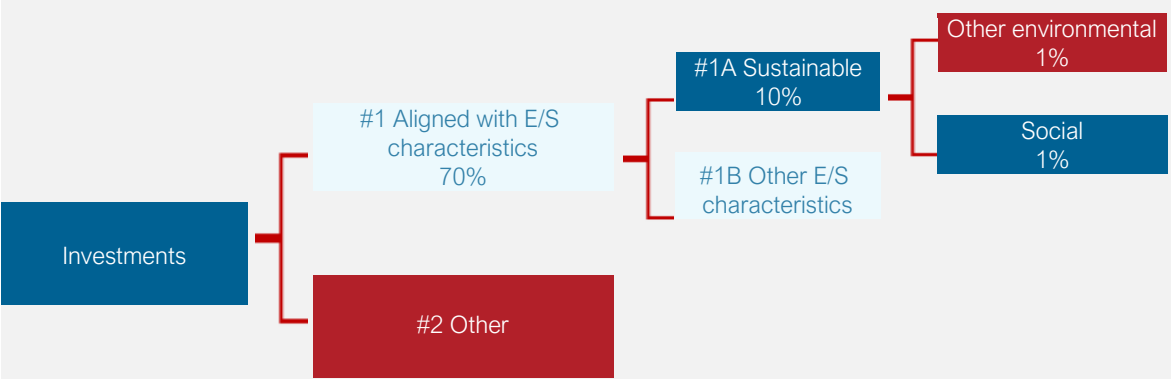 Investments
#1 Aligned with E/S
characteristics
70%
#2 Other
#1A Sustainable
10%
#1B Other E/S
characteristics
Other environmental
1%
Social
1%